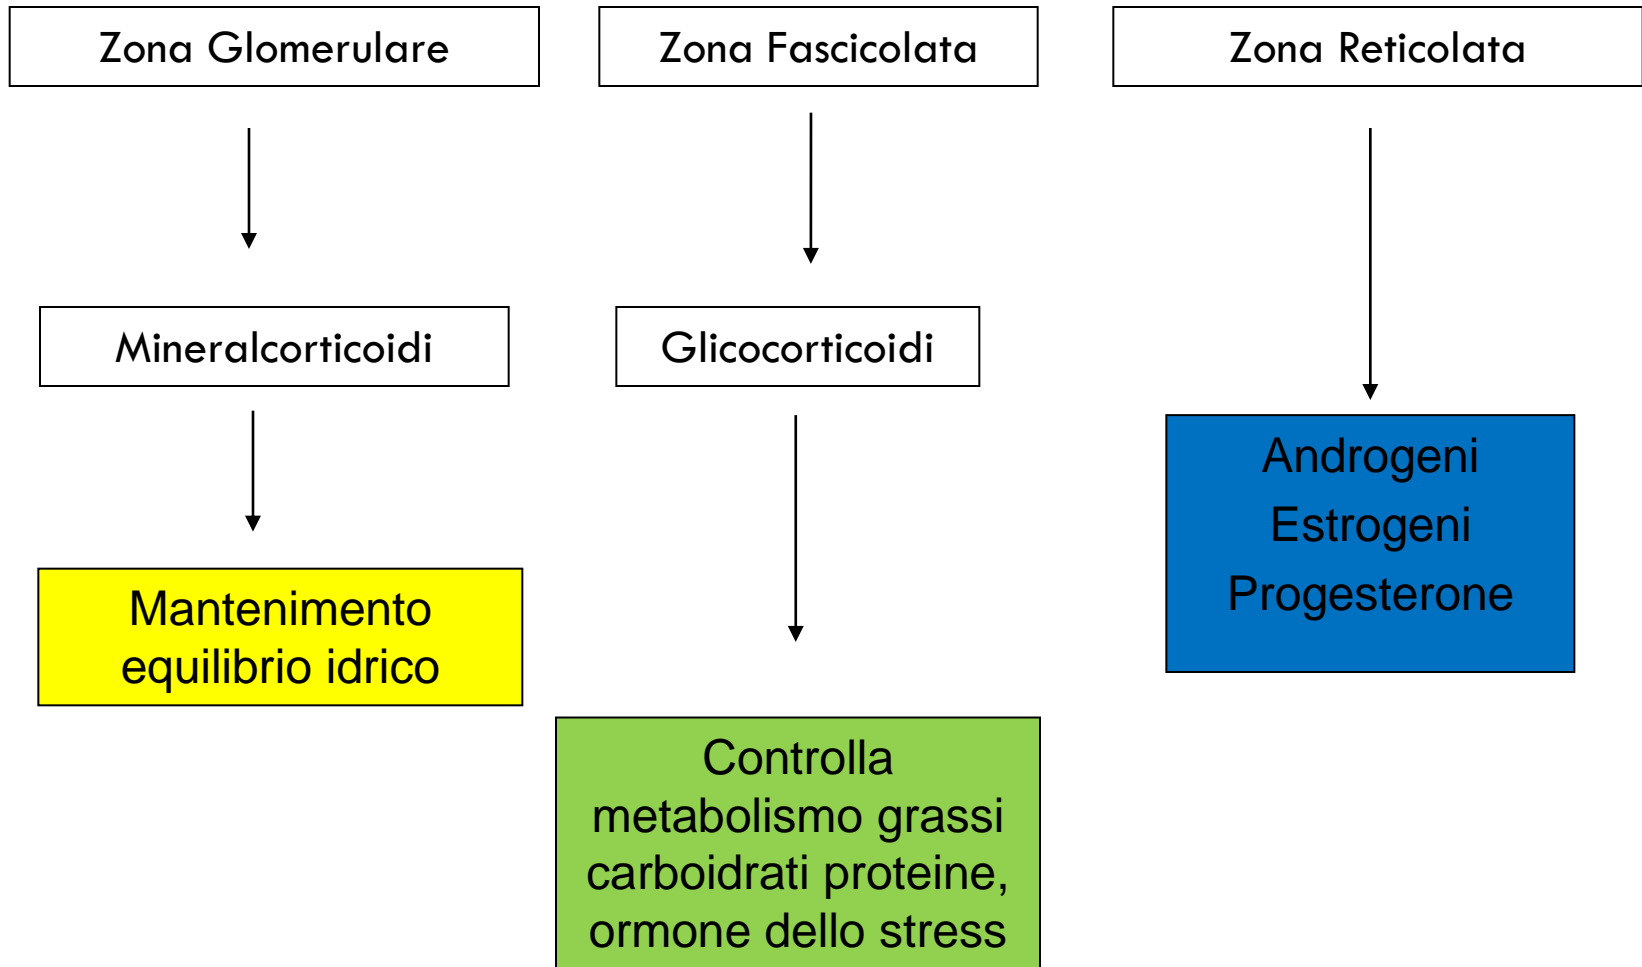 Zona Glomerulare
Zona Fascicolata
Zona Reticolata
Mineralcorticoidi
Glicocorticoidi
Androgeni
Estrogeni
Progesterone
Mantenimento
equilibrio idrico
Controlla
metabolismo grassi
carboidrati proteine,
ormone dello stress